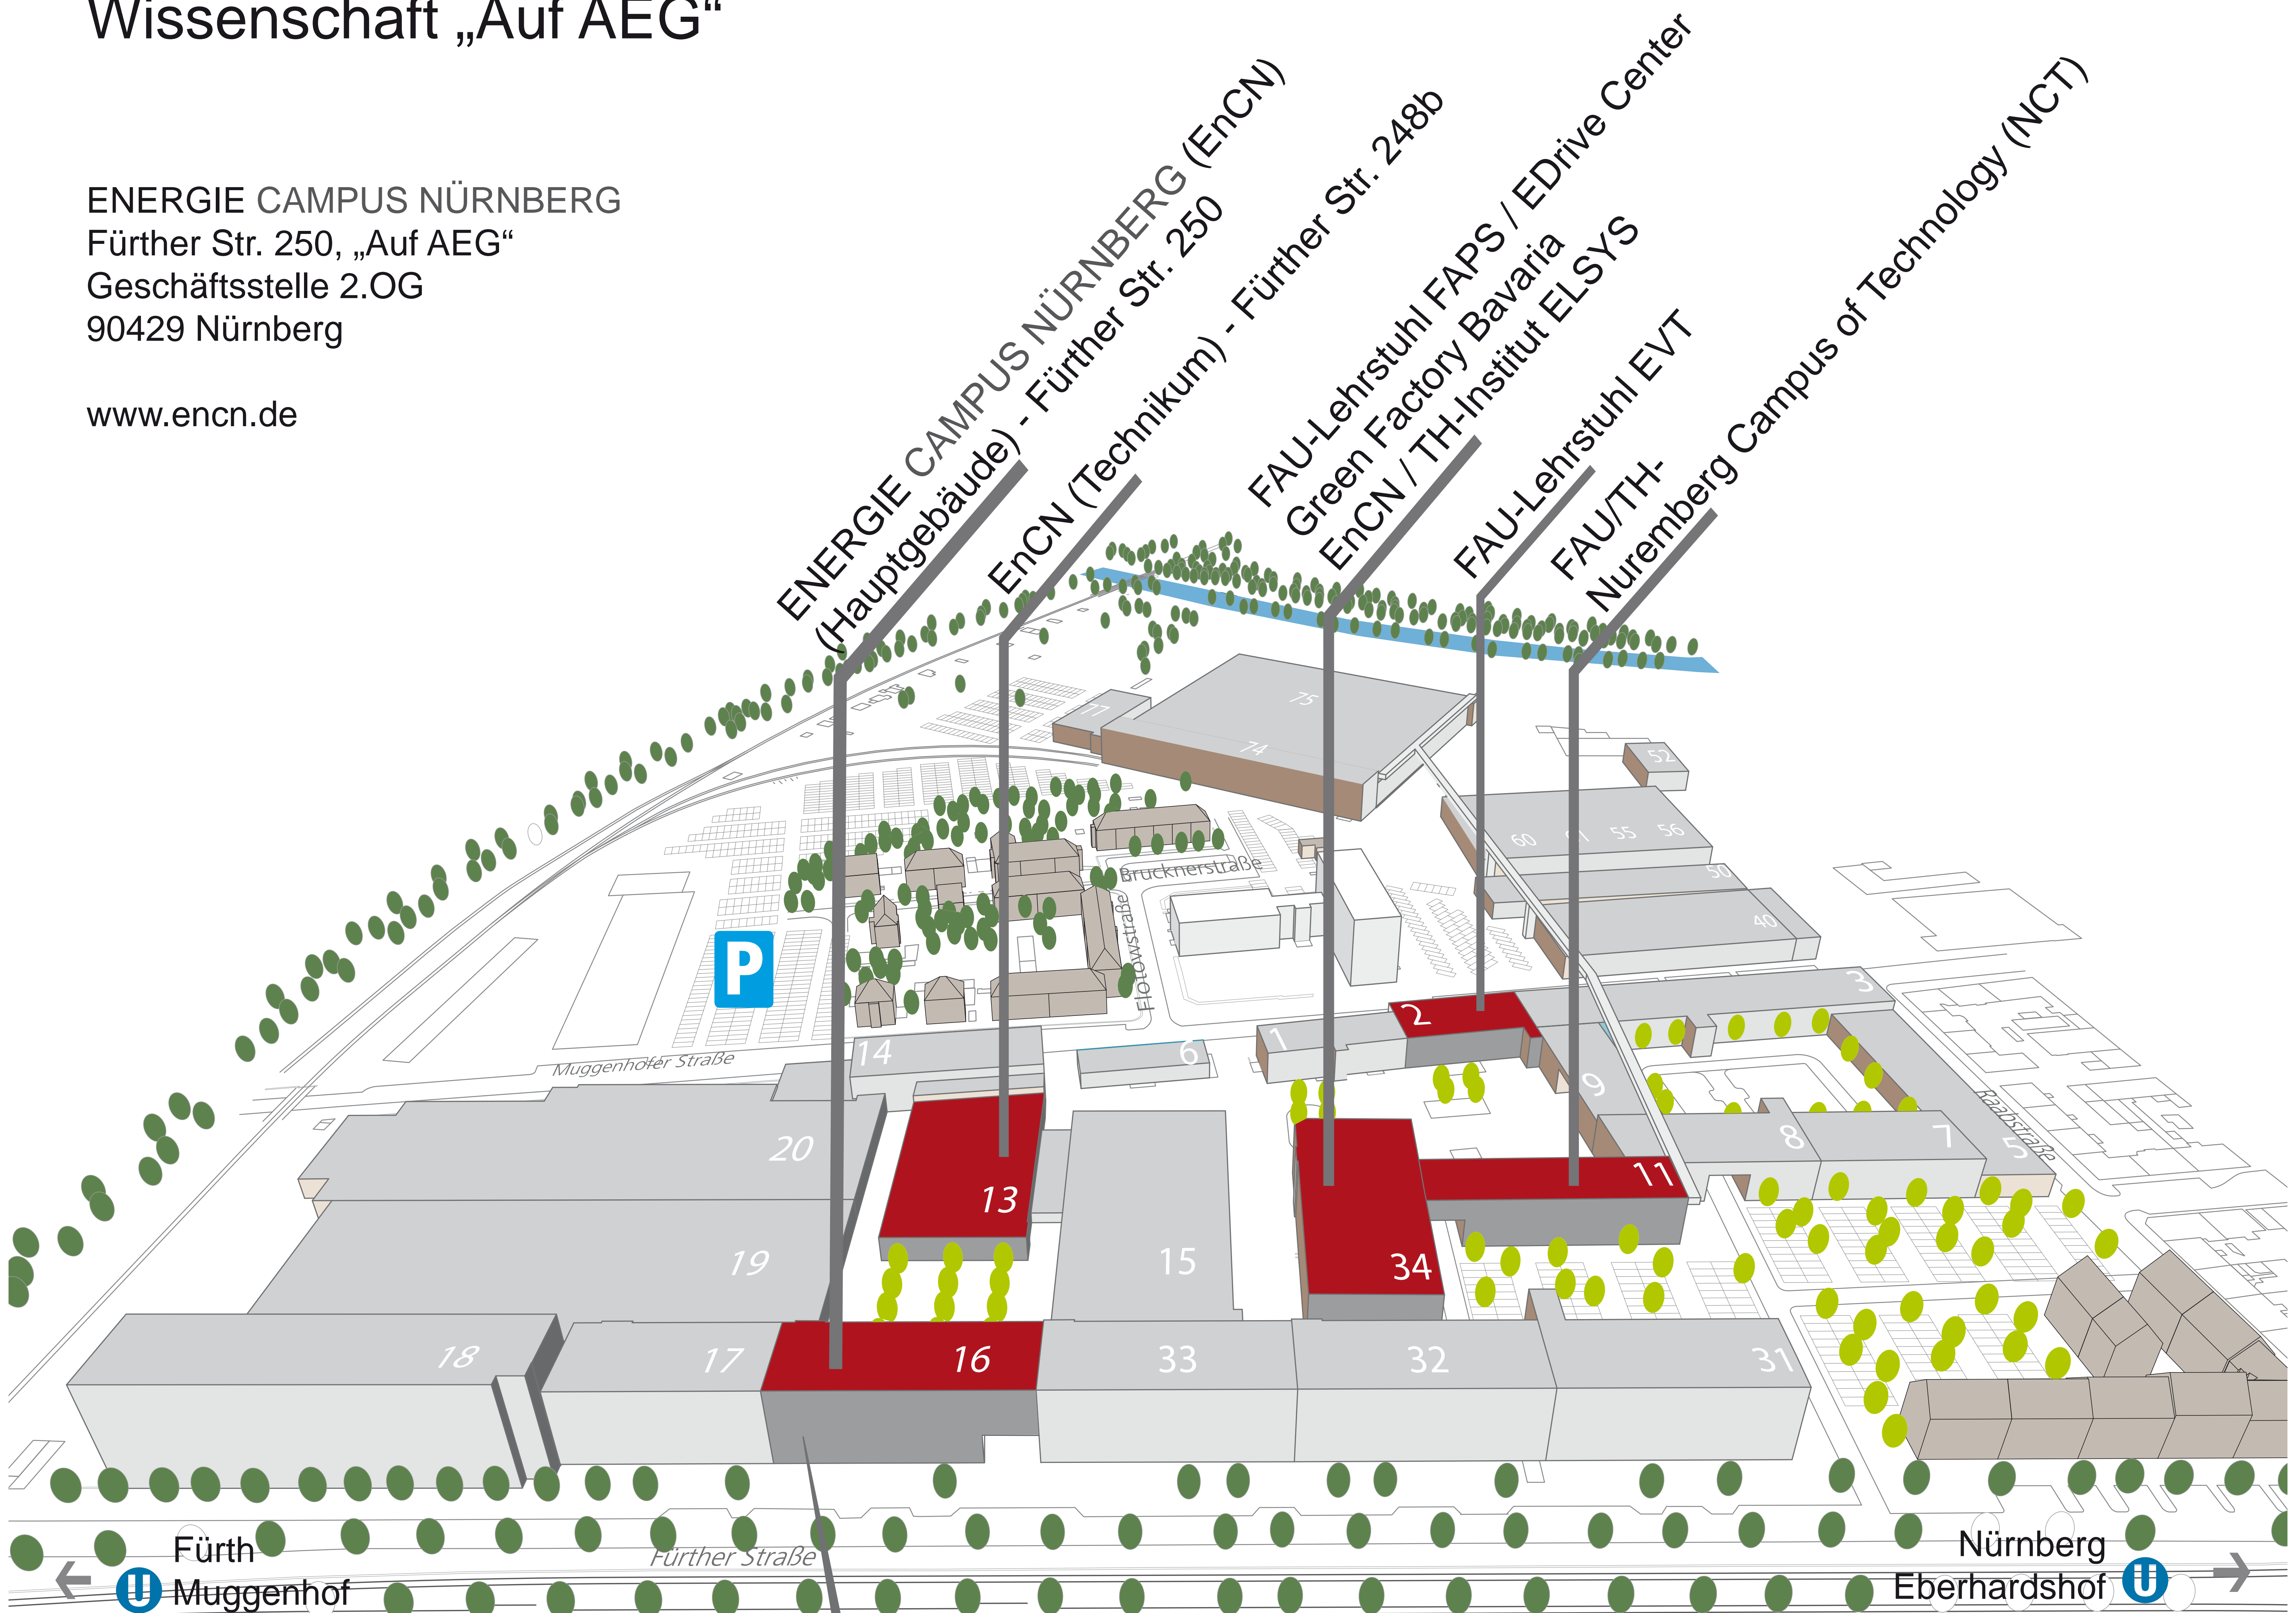 Wissenschaft „Auf AEG“
ENERGIE CAMPUS NÜRNBERG
Fürther Str. 250, „Auf AEG“
Geschäftsstelle 2.OG
90429 Nürnberg
www.encn.de
ENERGIE CAMPUS NÜRNBERG (EnCN)
(Hauptgebäude) - Fürther Str. 250
EnCN (Technikum) - Fürther Str. 248b
FAU-Lehrstuhl FAPS / EDrive Center
Green Factory Bavaria
EnCN / TH-Institut ELSYS
FAU-Lehrstuhl EVT
FAU/TH-
Nuremberg Campus of Technology (NCT)
75
77
74
52
60
55
56
50
40
Brucknerstraße
Flotowstraße
P
Muggenhofer Straße
14
6
1
2
3
9
20
13
15
34
11
8
7
5
Raabstraße
19
18
17
16
33
32
31
Fürther Straße
Fürth
U Muggenhof
Nürnberg
Eberhardshof U